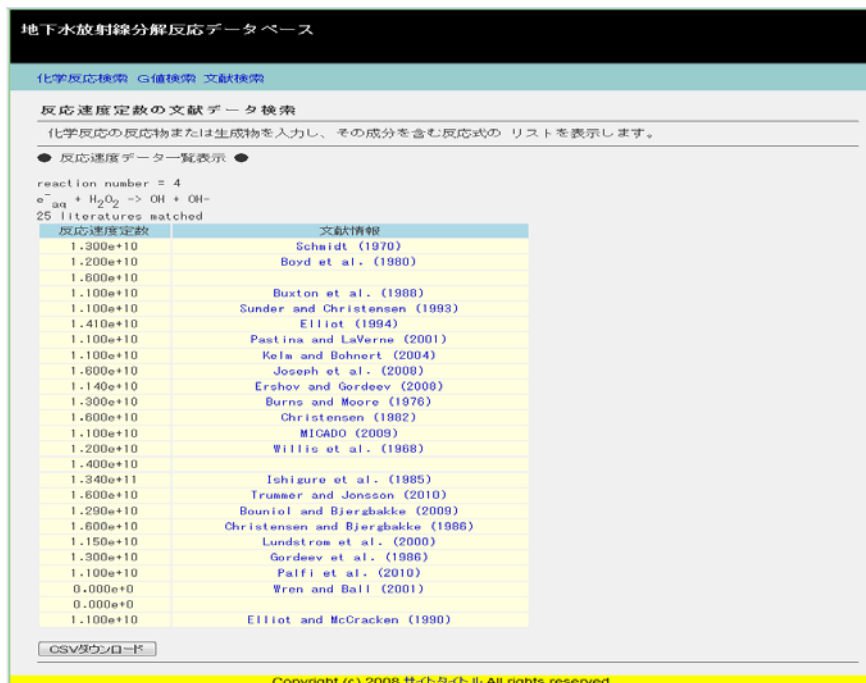 地下水放射線分解反応データベース
化学反応検索 G値検索 文献検索
反応速度定数の文献データ検索
化学反応の反応物または生成物を入力し、その成分を含む反応式の リストを表示します。
● 反応速度データ一覧表示 ●
reaction number = 4
e⁻aq + H₂O₂ -> OH + OH-
25 literatures matched
反応速度定数 文献情報
1.300e+10 Schmidt (1970)
1.200e+10 Boyd et al. (1980)
1.600e+10
1.100e+10 Buxton et al. (1988)
1.100e+10 Sunder and Christensen (1993)
1.410e+10 Elliot (1994)
1.100e+10 Pastina and LaVerne (2001)
1.100e+10 Kelm and Bohnert (2004)
1.600e+10 Joseph et al. (2008)
1.140e+10 Ershov and Gordeev (2008)
1.300e+10 Burns and Moore (1976)
1.600e+10 Christensen (1982)
1.100e+10 MICADO (2009)
1.200e+10 Willis et al. (1968)
1.400e+10
1.340e+11 Ishigure et al. (1985)
1.600e+10 Trummer and Jonsson (2010)
1.290e+10 Bouniol and Bjergbakke (2009)
1.600e+10 Christensen and Bjergbakke (1986)
1.150e+10 Lundstrom et al. (2000)
1.300e+10 Gordeev et al. (1986)
1.100e+10 Palfi et al. (2010)
0.000e+0 Wren and Ball (2001)
0.000e+0
1.100e+10 Elliot and McCracken (1990)
CSVダウンロード
Copyright (c) 2008 サイトタイトル All rights reserved